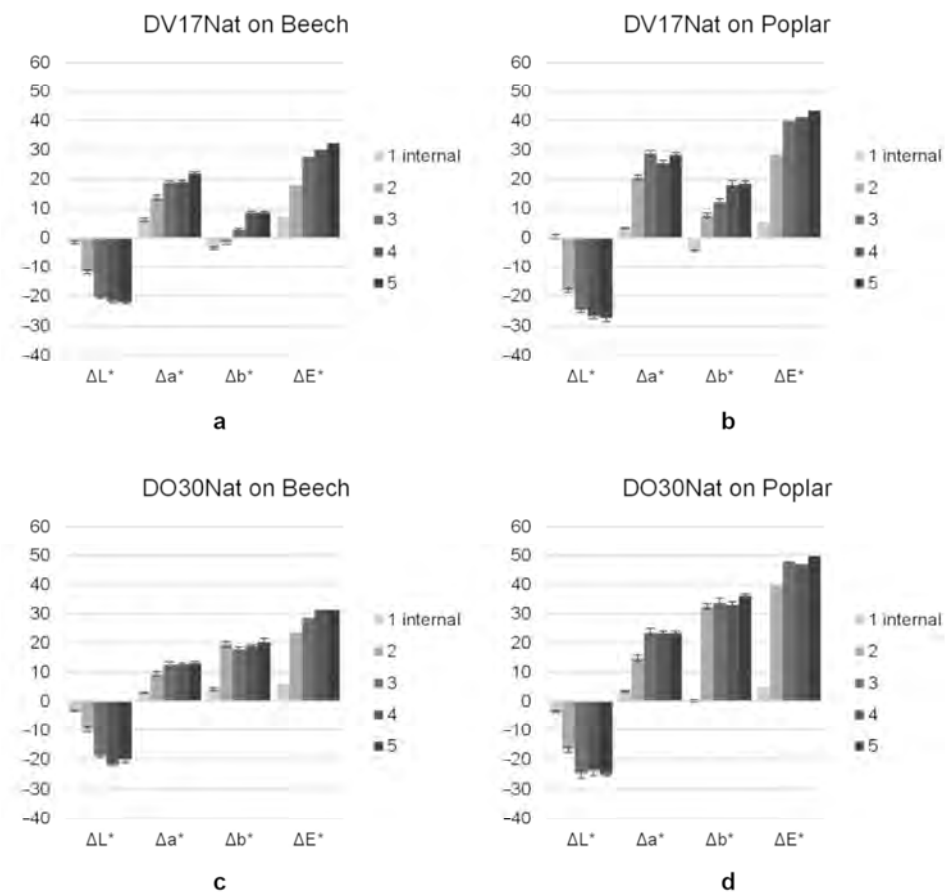 DV17Nat on Beech
60
50
40
30
20
10
0
−10
−20
−30
−40
ΔL*
Δa*
Δb*
ΔE*
1 internal
2
3
4
5
a
DV17Nat on Poplar
60
50
40
30
20
10
0
−10
−20
−30
−40
ΔL*
Δa*
Δb*
ΔE*
1 internal
2
3
4
5
b
DO30Nat on Beech
60
50
40
30
20
10
0
−10
−20
−30
−40
ΔL*
Δa*
Δb*
ΔE*
1 internal
2
3
4
5
c
DO30Nat on Poplar
60
50
40
30
20
10
0
−10
−20
−30
−40
ΔL*
Δa*
Δb*
ΔE*
1 internal
2
3
4
5
d